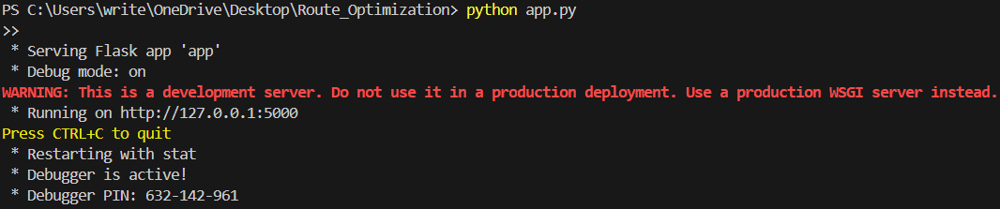 PS C:\Users\write\OneDrive\Desktop\Route_Optimization> python app.py
>>
 * Serving Flask app 'app'
 * Debug mode: on
WARNING: This is a development server. Do not use it in a production deployment. Use a production WSGI server instead.
 * Running on http://127.0.0.1:5000
Press CTRL+C to quit
 * Restarting with stat
 * Debugger is active!
 * Debugger PIN: 632-142-961